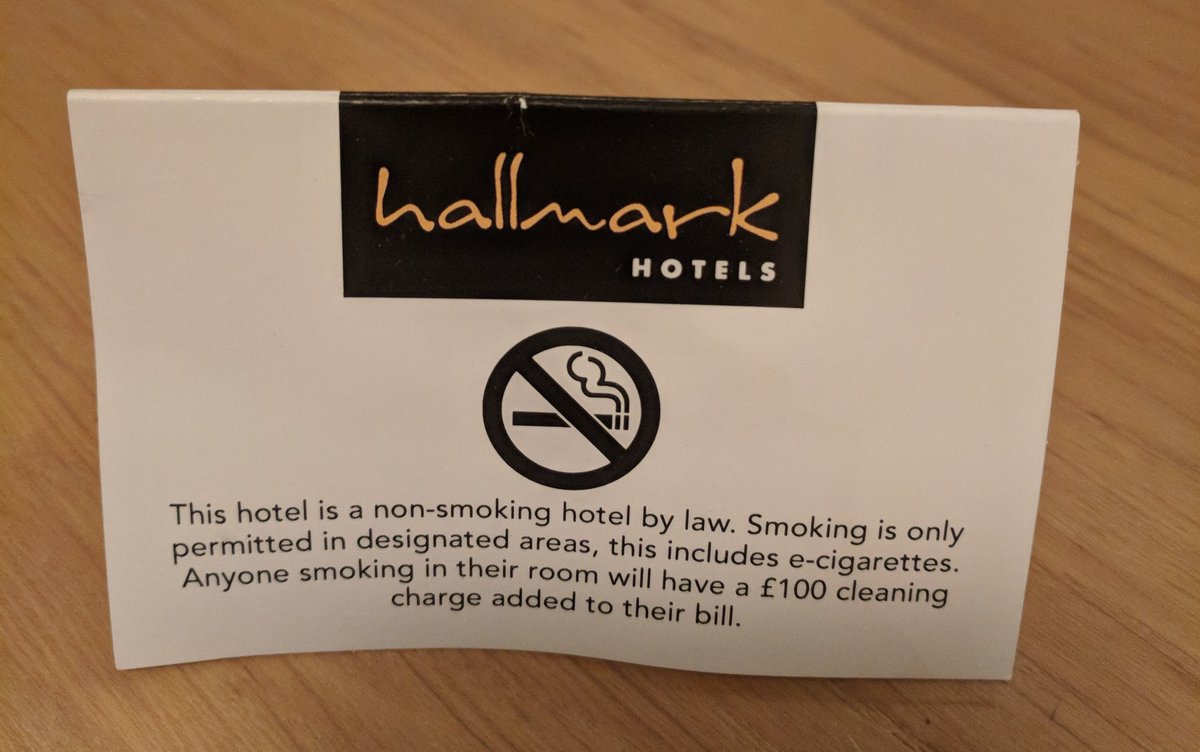 hallmark
HOTELS
This hotel is a non-smoking hotel by law. Smoking is only
permitted in designated areas, this includes e-cigarettes.
Anyone smoking in their room will have a £100 cleaning
charge added to their bill.